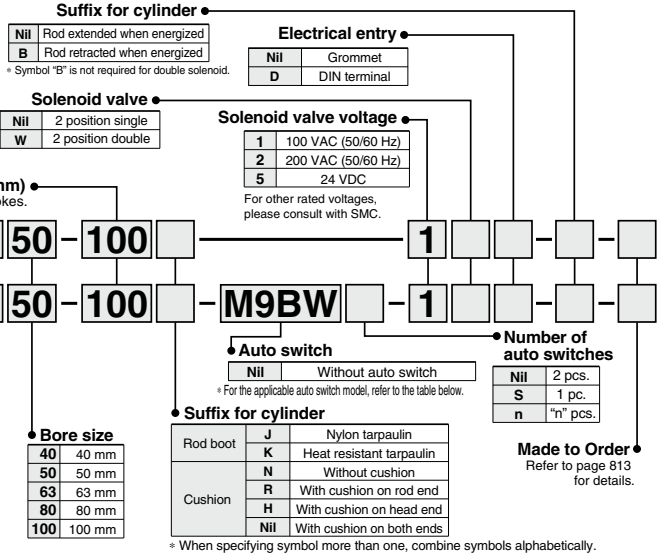 Suffix for cylinder
Nil Rod extended when energized
B Rod retracted when energized
* Symbol "B" is not required for double solenoid.
Electrical entry
Nil Grommet
D DIN terminal
Solenoid valve
Nil 2 position single
W 2 position double
Solenoid valve voltage
1 100 VAC (50/60 Hz)
2 200 VAC (50/60 Hz)
5 24 VDC
For other rated voltages,
please consult with SMC.
mm)
okes.
50 - 100 1 - -
50 - 100 - M9BW - 1 - -
Auto switch
Nil Without auto switch
* For the applicable auto switch model, refer to the table below.
Number of
auto switches
Nil 2 pcs.
S 1 pc.
n "n" pcs.
Suffix for cylinder
Rod boot J Nylon tarpaulin
K Heat resistant tarpaulin
Cushion N Without cushion
R With cushion on rod end
H With cushion on head end
Nil With cushion on both ends
* When specifying symbol more than one, combine symbols alphabetically.
Bore size
40 40 mm
50 50 mm
63 63 mm
80 80 mm
100 100 mm
Made to Order
Refer to page 813
for details.